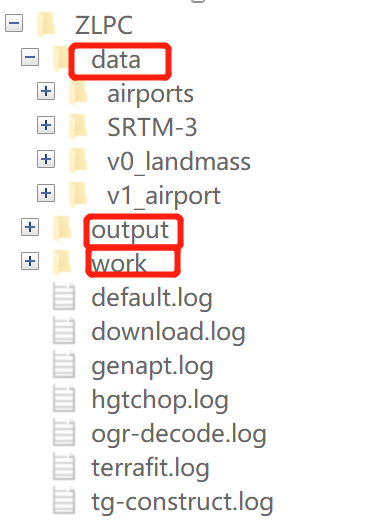 ZLPC
data
airports
SRTM-3
v0_landmass
v1_airport
output
work
default.log
download.log
genapt.log
hgtchop.log
ogr-decode.log
terrafit.log
tg-construct.log